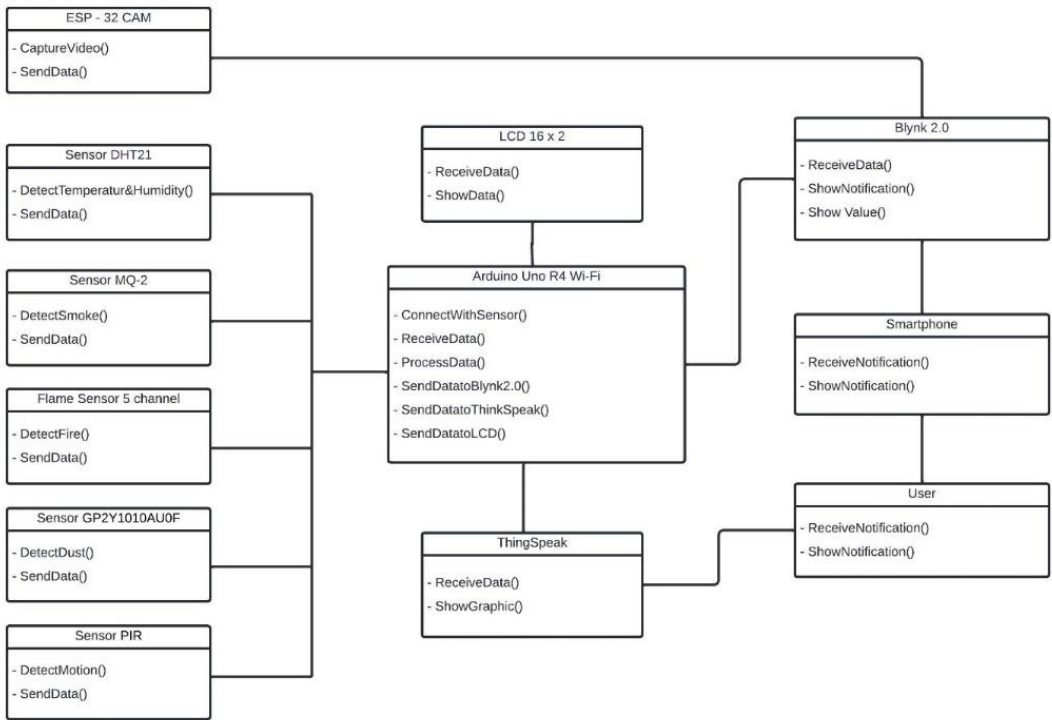 ESP - 32 CAM
- CaptureVideo()
- SendData()
Sensor DHT21
- DetectTemperatur&Humidity()
- SendData()
Sensor MQ-2
- DetectSmoke()
- SendData()
Flame Sensor 5 channel
- DetectFire()
- SendData()
Sensor GP2Y1010AU0F
- DetectDust()
- SendData()
Sensor PIR
- DetectMotion()
- SendData()
LCD 16 x 2
- ReceiveData()
- ShowData()
Arduino Uno R4 Wi-Fi
- ConnectWithSensor()
- ReceiveData()
- ProcessData()
- SendDatatoBlynk2.0()
- SendDatatoThinkSpeak()
- SendDatatoLCD()
ThingSpeak
- ReceiveData()
- ShowGraphic()
Blynk 2.0
- ReceiveData()
- ShowNotification()
- Show Value()
Smartphone
- ReceiveNotification()
- ShowNotification()
User
- ReceiveNotification()
- ShowNotification()